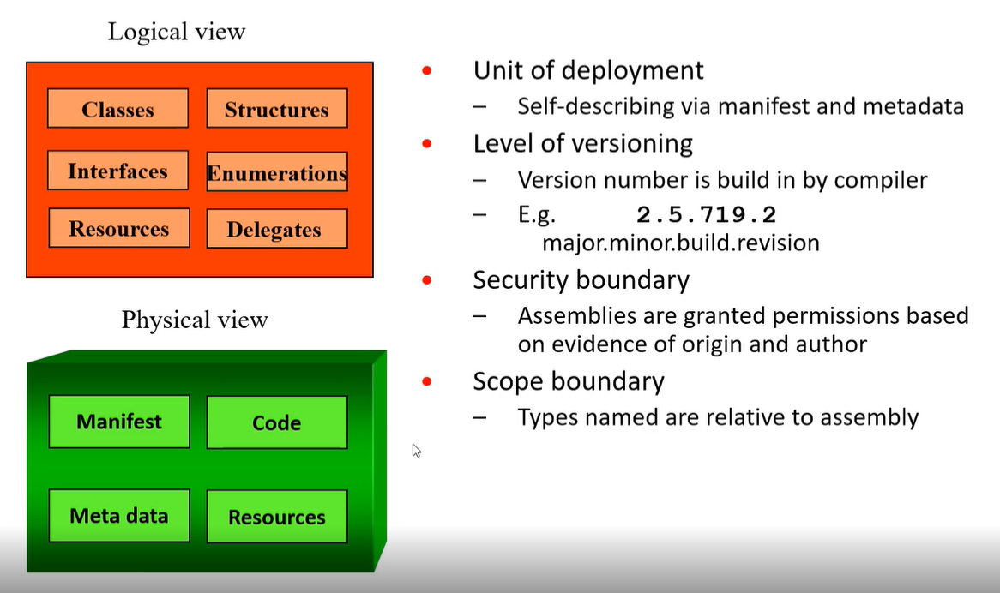 Logical view
Classes
Structures
Interfaces
Enumerations
Resources
Delegates
Physical view
Manifest
Code
Meta data
Resources
• Unit of deployment
– Self-describing via manifest and metadata
• Level of versioning
– Version number is build in by compiler
– E.g. 2.5.719.2
major.minor.build.revision
• Security boundary
– Assemblies are granted permissions based
on evidence of origin and author
• Scope boundary
– Types named are relative to assembly